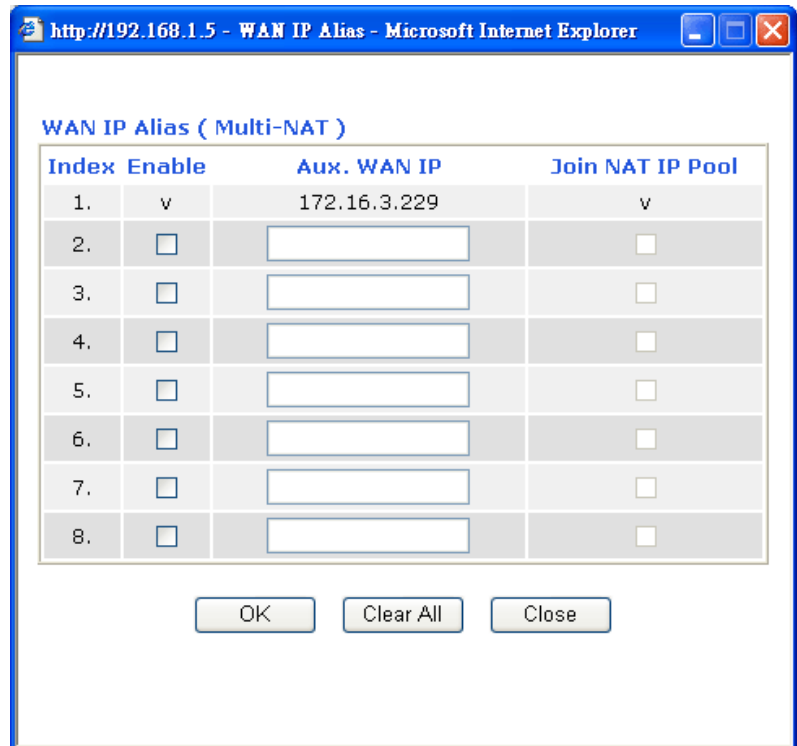 http://192.168.1.5 - WAN IP Alias - Microsoft Internet Explorer
WAN IP Alias ( Multi-NAT )
Index Enable Aux. WAN IP Join NAT IP Pool
1. v 172.16.3.229 v
2.
3.
4.
5.
6.
7.
8.
OK Clear All Close